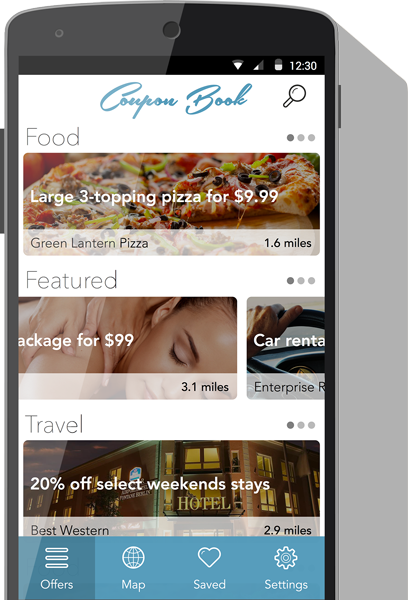 12:30
Coupon Book
Food
Large 3-topping pizza for $9.99
Green Lantern Pizza 1.6 miles
Featured
ackage for $99 Car renta
3.1 miles Enterprise R
Travel
20% off select weekends stays
HOTEL
Best Western 2.9 miles
Offers Map Saved Settings